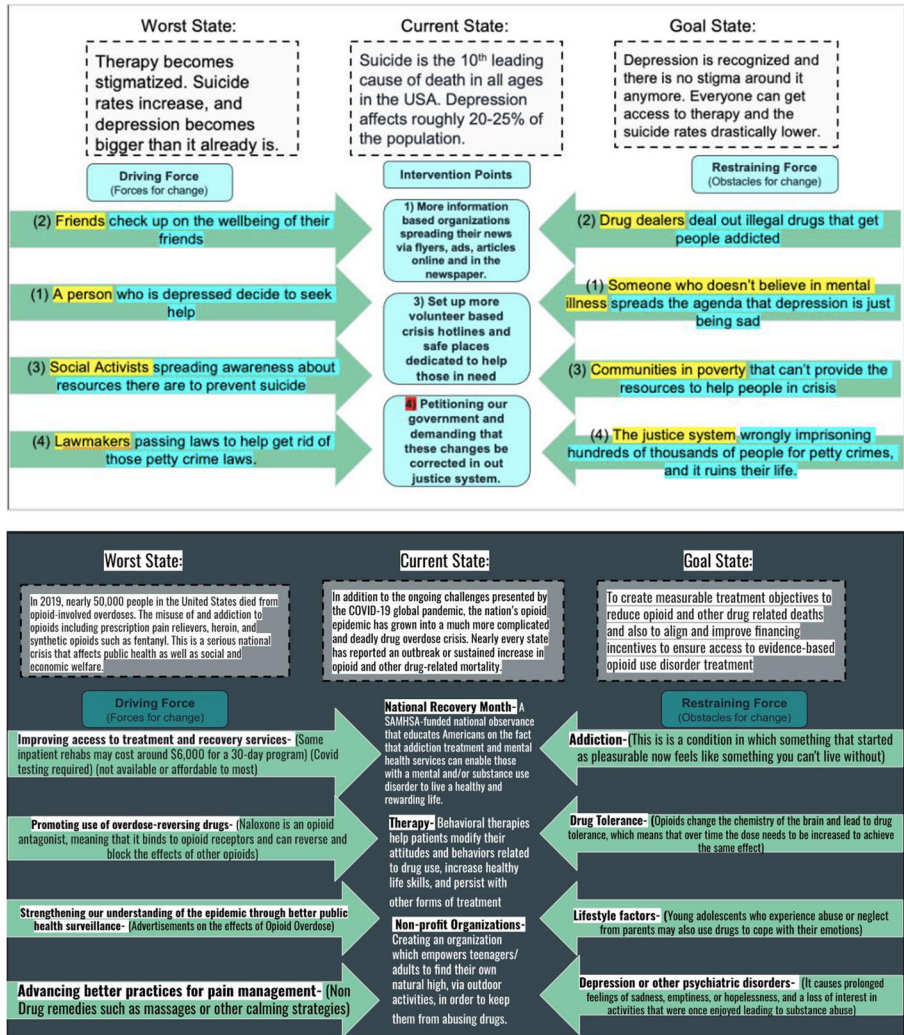 Worst State:
Therapy becomes
stigmatized. Suicide
rates increase, and
depression becomes
bigger than it already is.
Current State:
Suicide is the 10th leading
cause of death in all ages
in the USA. Depression
affects roughly 20-25% of
the population.
Goal State:
Depression is recognized and
there is no stigma around it
anymore. Everyone can get
access to therapy and the
suicide rates drastically lower.
Driving Force
(Forces for change)
(2) Friends check up on the wellbeing of their
friends
(1) A person who is depressed decide to seek
help
(3) Social Activists spreading awareness about
resources there are to prevent suicide
(4) Lawmakers passing laws to help get rid of
those petty crime laws.
Intervention Points
1) More information
based organizations
spreading their news
via flyers, ads, articles
online and in the
newspaper.
3) Set up more
volunteer based
crisis hotlines and
safe places
dedicated to help
those in need
4) Petitioning our
government and
demanding that
these changes be
corrected in out
justice system.
Restraining Force
(Obstacles for change)
(2) Drug dealers deal out illegal drugs that get
people addicted
(1) Someone who doesn't believe in mental
illness spreads the agenda that depression is just
being sad
(3) Communities in poverty that can't provide the
resources to help people in crisis
(4) The justice system wrongly imprisoning
hundreds of thousands of people for petty crimes,
and it ruins their life.
Worst State:
In 2019, nearly 50,000 people in the United States died from
opioid-involved overdoses. The misuse of and addiction to
opioids including prescription pain relievers, heroin, and
synthetic opioids such as fentanyl. This is a serious national
crisis that affects public health as well as social and
economic welfare.
Current State:
In addition to the ongoing challenges presented by
the COVID-19 global pandemic, the nation's opioid
epidemic has grown into a much more complicated
and deadly drug overdose crisis. Nearly every state
has reported an outbreak or sustained increase in
opioid and other drug-related mortality.
Goal State:
To create measurable treatment objectives to
reduce opioid and other drug related deaths
and also to align and improve financing
incentives to ensure access to evidence-based
opioid use disorder treatment
Driving Force
(Forces for change)
Improving access to treatment and recovery services- (Some
inpatient rehabs may cost around $6,000 for a 30-day program) (Covid
testing required) (not available or affordable to most)
Promoting use of overdose-reversing drugs- (Naloxone is an opioid
antagonist, meaning that it binds to opioid receptors and can reverse and
block the effects of other opioids)
Strengthening our understanding of the epidemic through better public
health surveillance- (Advertisements on the effects of Opioid Overdose)
Advancing better practices for pain management- (Non
Drug remedies such as massages or other calming strategies)
National Recovery Month- A
SAMHSA-funded national observance
that educates Americans on the fact
that addiction treatment and mental
health services can enable those
with a mental and/or substance use
disorder to live a healthy and
rewarding life.
Therapy- Behavioral therapies
help patients modify their
attitudes and behaviors related
to drug use, increase healthy
life skills, and persist with
other forms of treatment
Non-profit Organizations-
Creating an organization
which empowers teenagers/
adults to find their own
natural high, via outdoor
activities, in order to keep
them from abusing drugs.
Restraining Force
(Obstacles for change)
Addiction-(This is is a condition in which something that started
as pleasurable now feels like something you can't live without)
Drug Tolerance- (Opioids change the chemistry of the brain and lead to drug
tolerance, which means that over time the dose needs to be increased to achieve
the same effect)
Lifestyle factors- (Young adolescents who experience abuse or neglect
from parents may also use drugs to cope with their emotions)
Depression or other psychiatric disorders- (It causes prolonged
feelings of sadness, emptiness, or hopelessness, and a loss of interest in
activities that were once enjoyed leading to substance abuse)